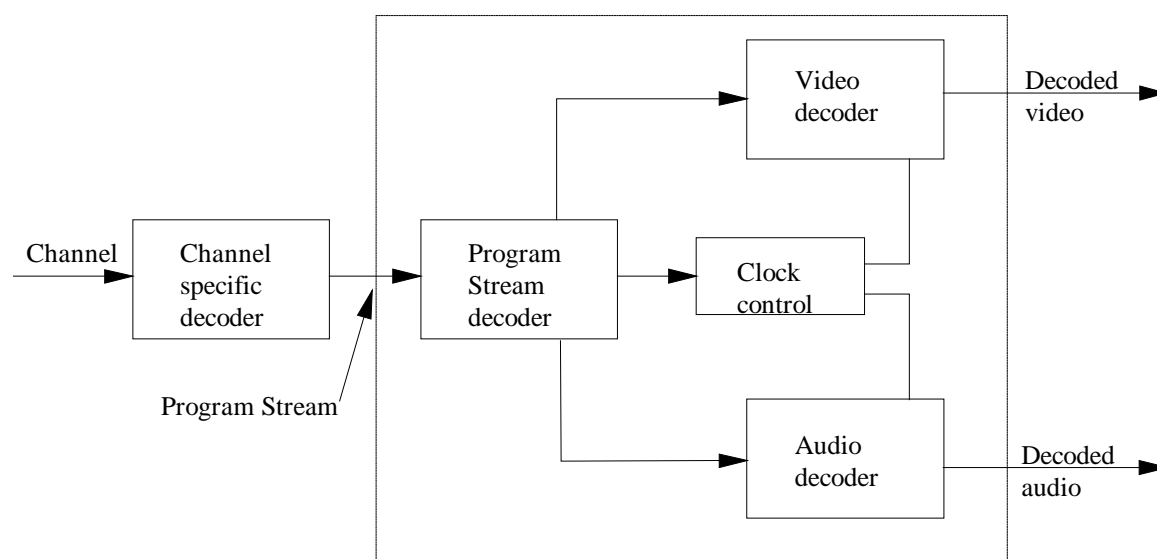 Video
decoder
Decoded
video
Channel
Channel
specific
decoder
Program
Stream
decoder
Clock
control
Program Stream
Audio
decoder
Decoded
audio